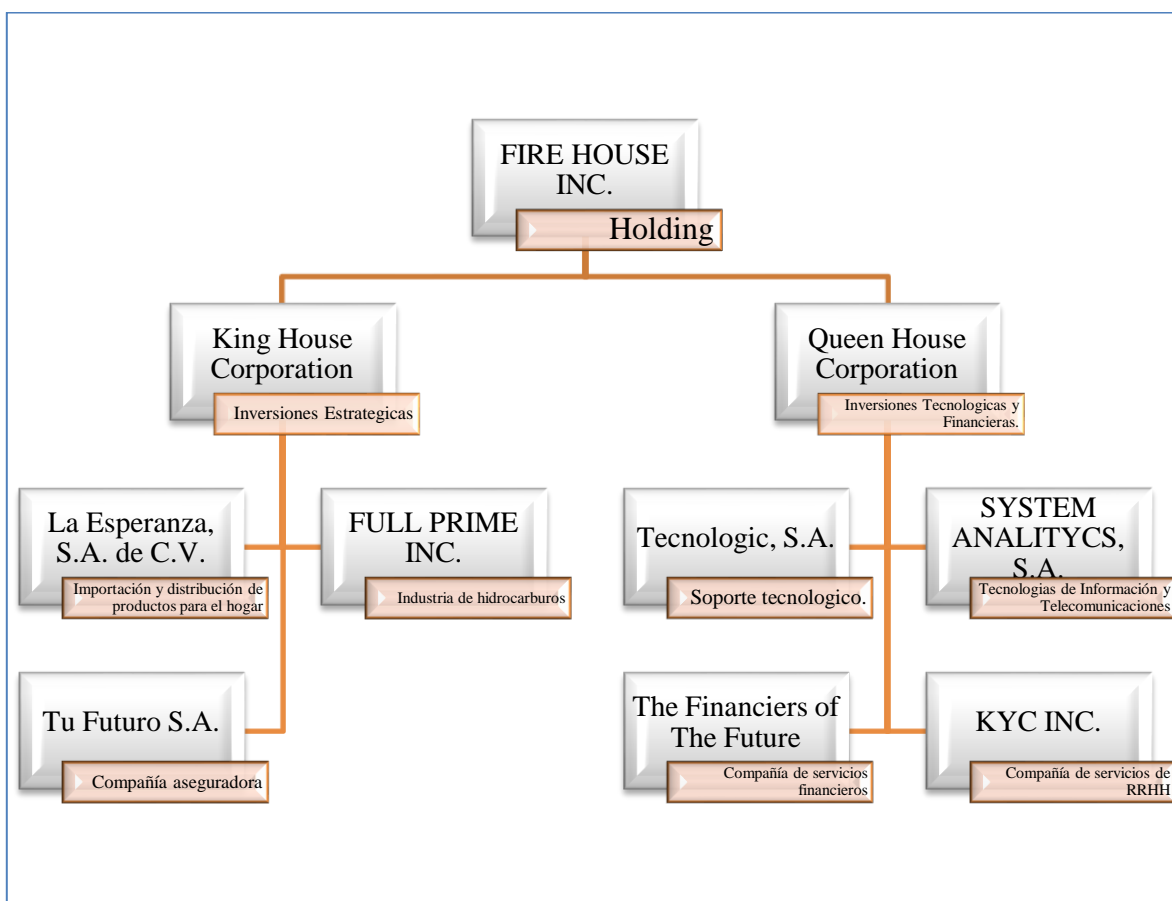 FIRE HOUSE
INC.
Holding
King House
Corporation
Inversiones Estrategicas
Queen House
Corporation
Inversiones Tecnologicas y
Financieras.
La Esperanza,
S.A. de C.V.
Importación y distribución de
productos para el hogar
FULL PRIME
INC.
Industria de hidrocarburos
Tecnologic, S.A.
Soporte tecnologico.
SYSTEM
ANALITYCS,
S.A.
Tecnologias de Información y
Telecomunicaciones
Tu Futuro S.A.
Compañía aseguradora
The Financiers of
The Future
Compañía de servicios
financieros
KYC INC.
Compañía de servicios de
RRHH